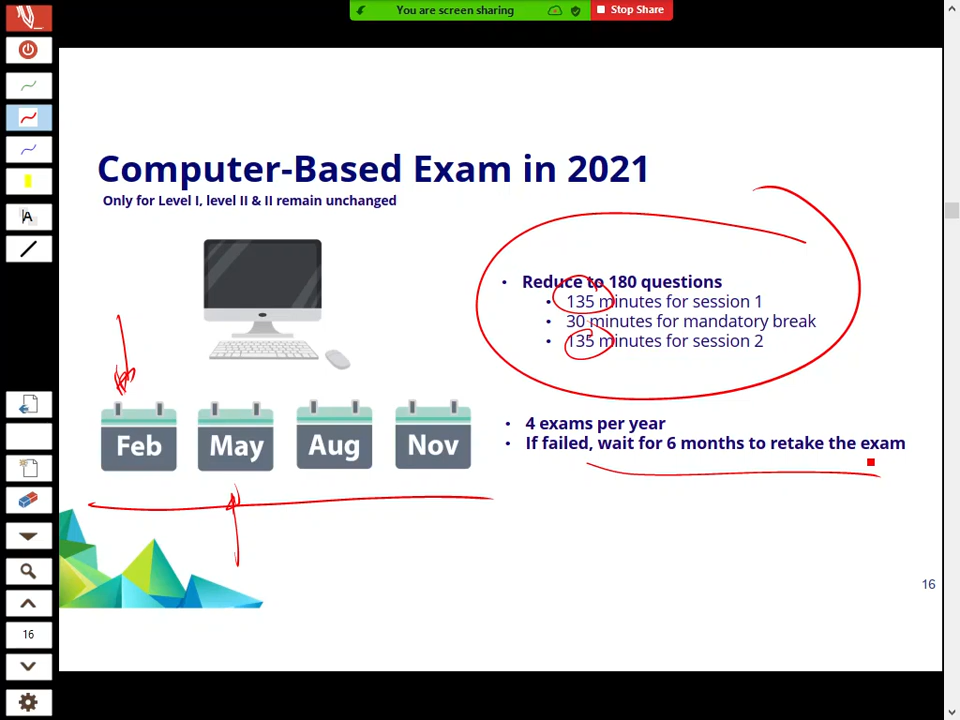 You are screen sharing
Stop Share
A
Computer-Based Exam in 2021
Only for Level I, level II & II remain unchanged
• Reduce to 180 questions
• 135 minutes for session 1
• 30 minutes for mandatory break
• 135 minutes for session 2
Feb May Aug Nov
• 4 exams per year
• If failed, wait for 6 months to retake the exam
16
16